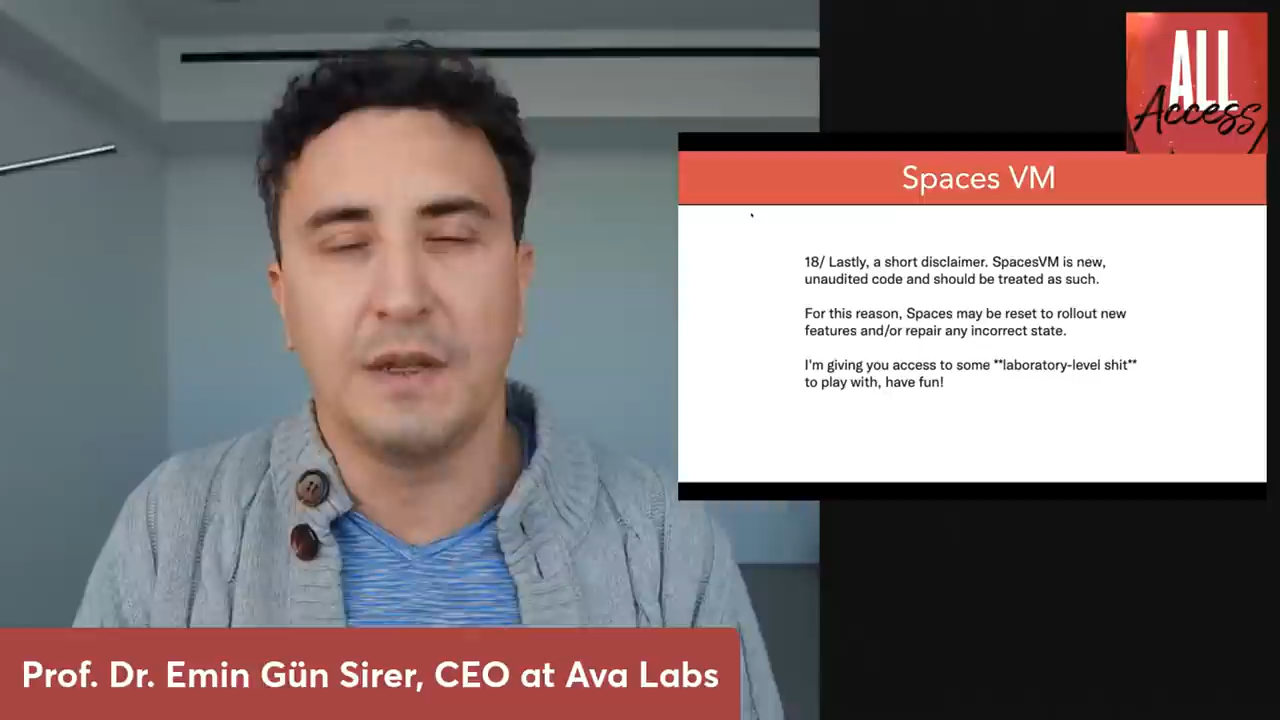 ALL
Access
Spaces VM
18/ Lastly, a short disclaimer. SpacesVM is new,
unaudited code and should be treated as such.
For this reason, Spaces may be reset to rollout new
features and/or repair any incorrect state.
I'm giving you access to some **laboratory-level shit**
to play with, have fun!
Prof. Dr. Emin Gün Sirer, CEO at Ava Labs